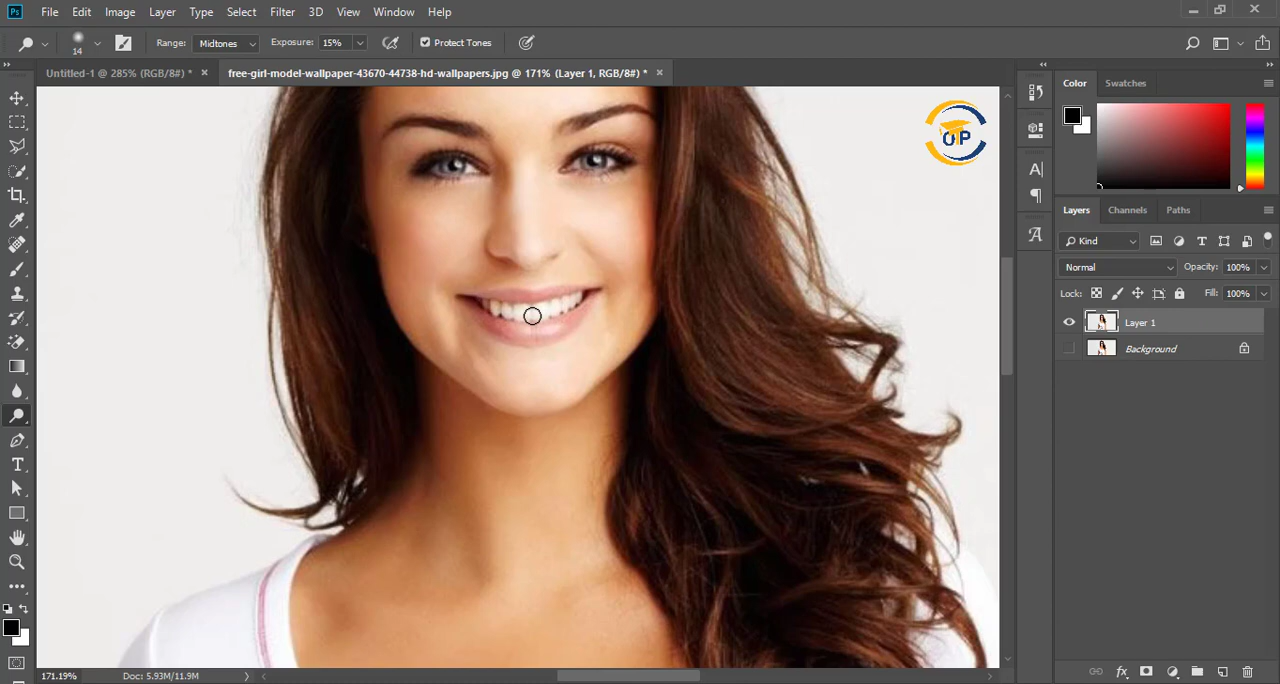 Ps File Edit Image Layer Type Select Filter 3D View Window Help
14 Range: Midtones Exposure: 15% Protect Tones
Untitled-1 @ 285% (RGB/8#) * × free-girl-model-wallpaper-43670-44738-hd-wallpapers.jpg @ 171% (Layer 1, RGB/8#) * ×
Color Swatches
OTP
Layers Channels Paths
Kind
Normal Opacity: 100%
Lock: Fill: 100%
Layer 1
Background
171.19% Doc: 5.93M/11.9M